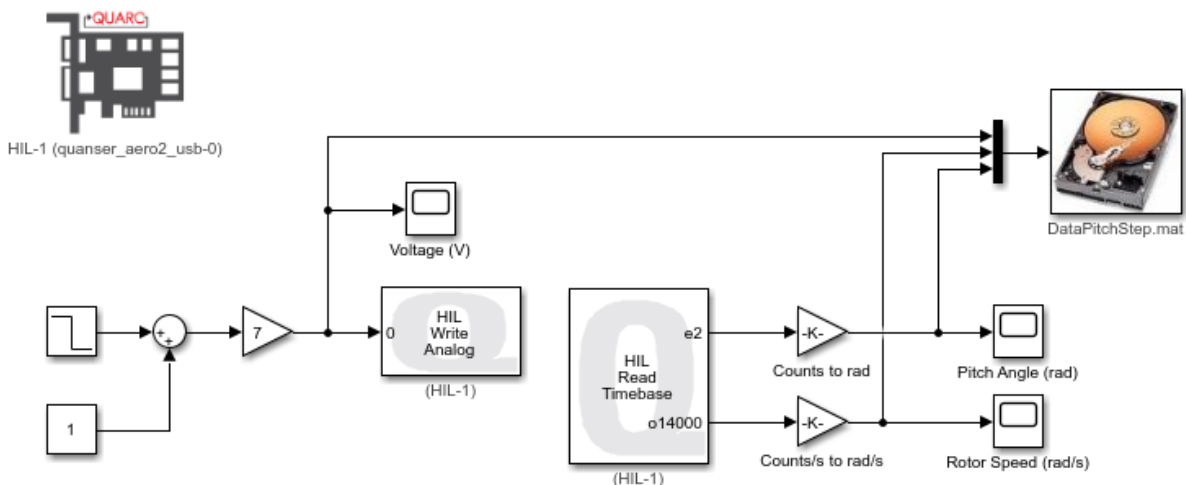 QUARC
HIL-1 (quanser_aero2_usb-0)
DataPitchStep.mat
Voltage (V)
7
0
HIL
Write
Analog
(HIL-1)
HIL
Read
Timebase
e2
o14000
(HIL-1)
-K-
Counts to rad
Pitch Angle (rad)
+
+
1
-K-
Counts/s to rad/s
Rotor Speed (rad/s)